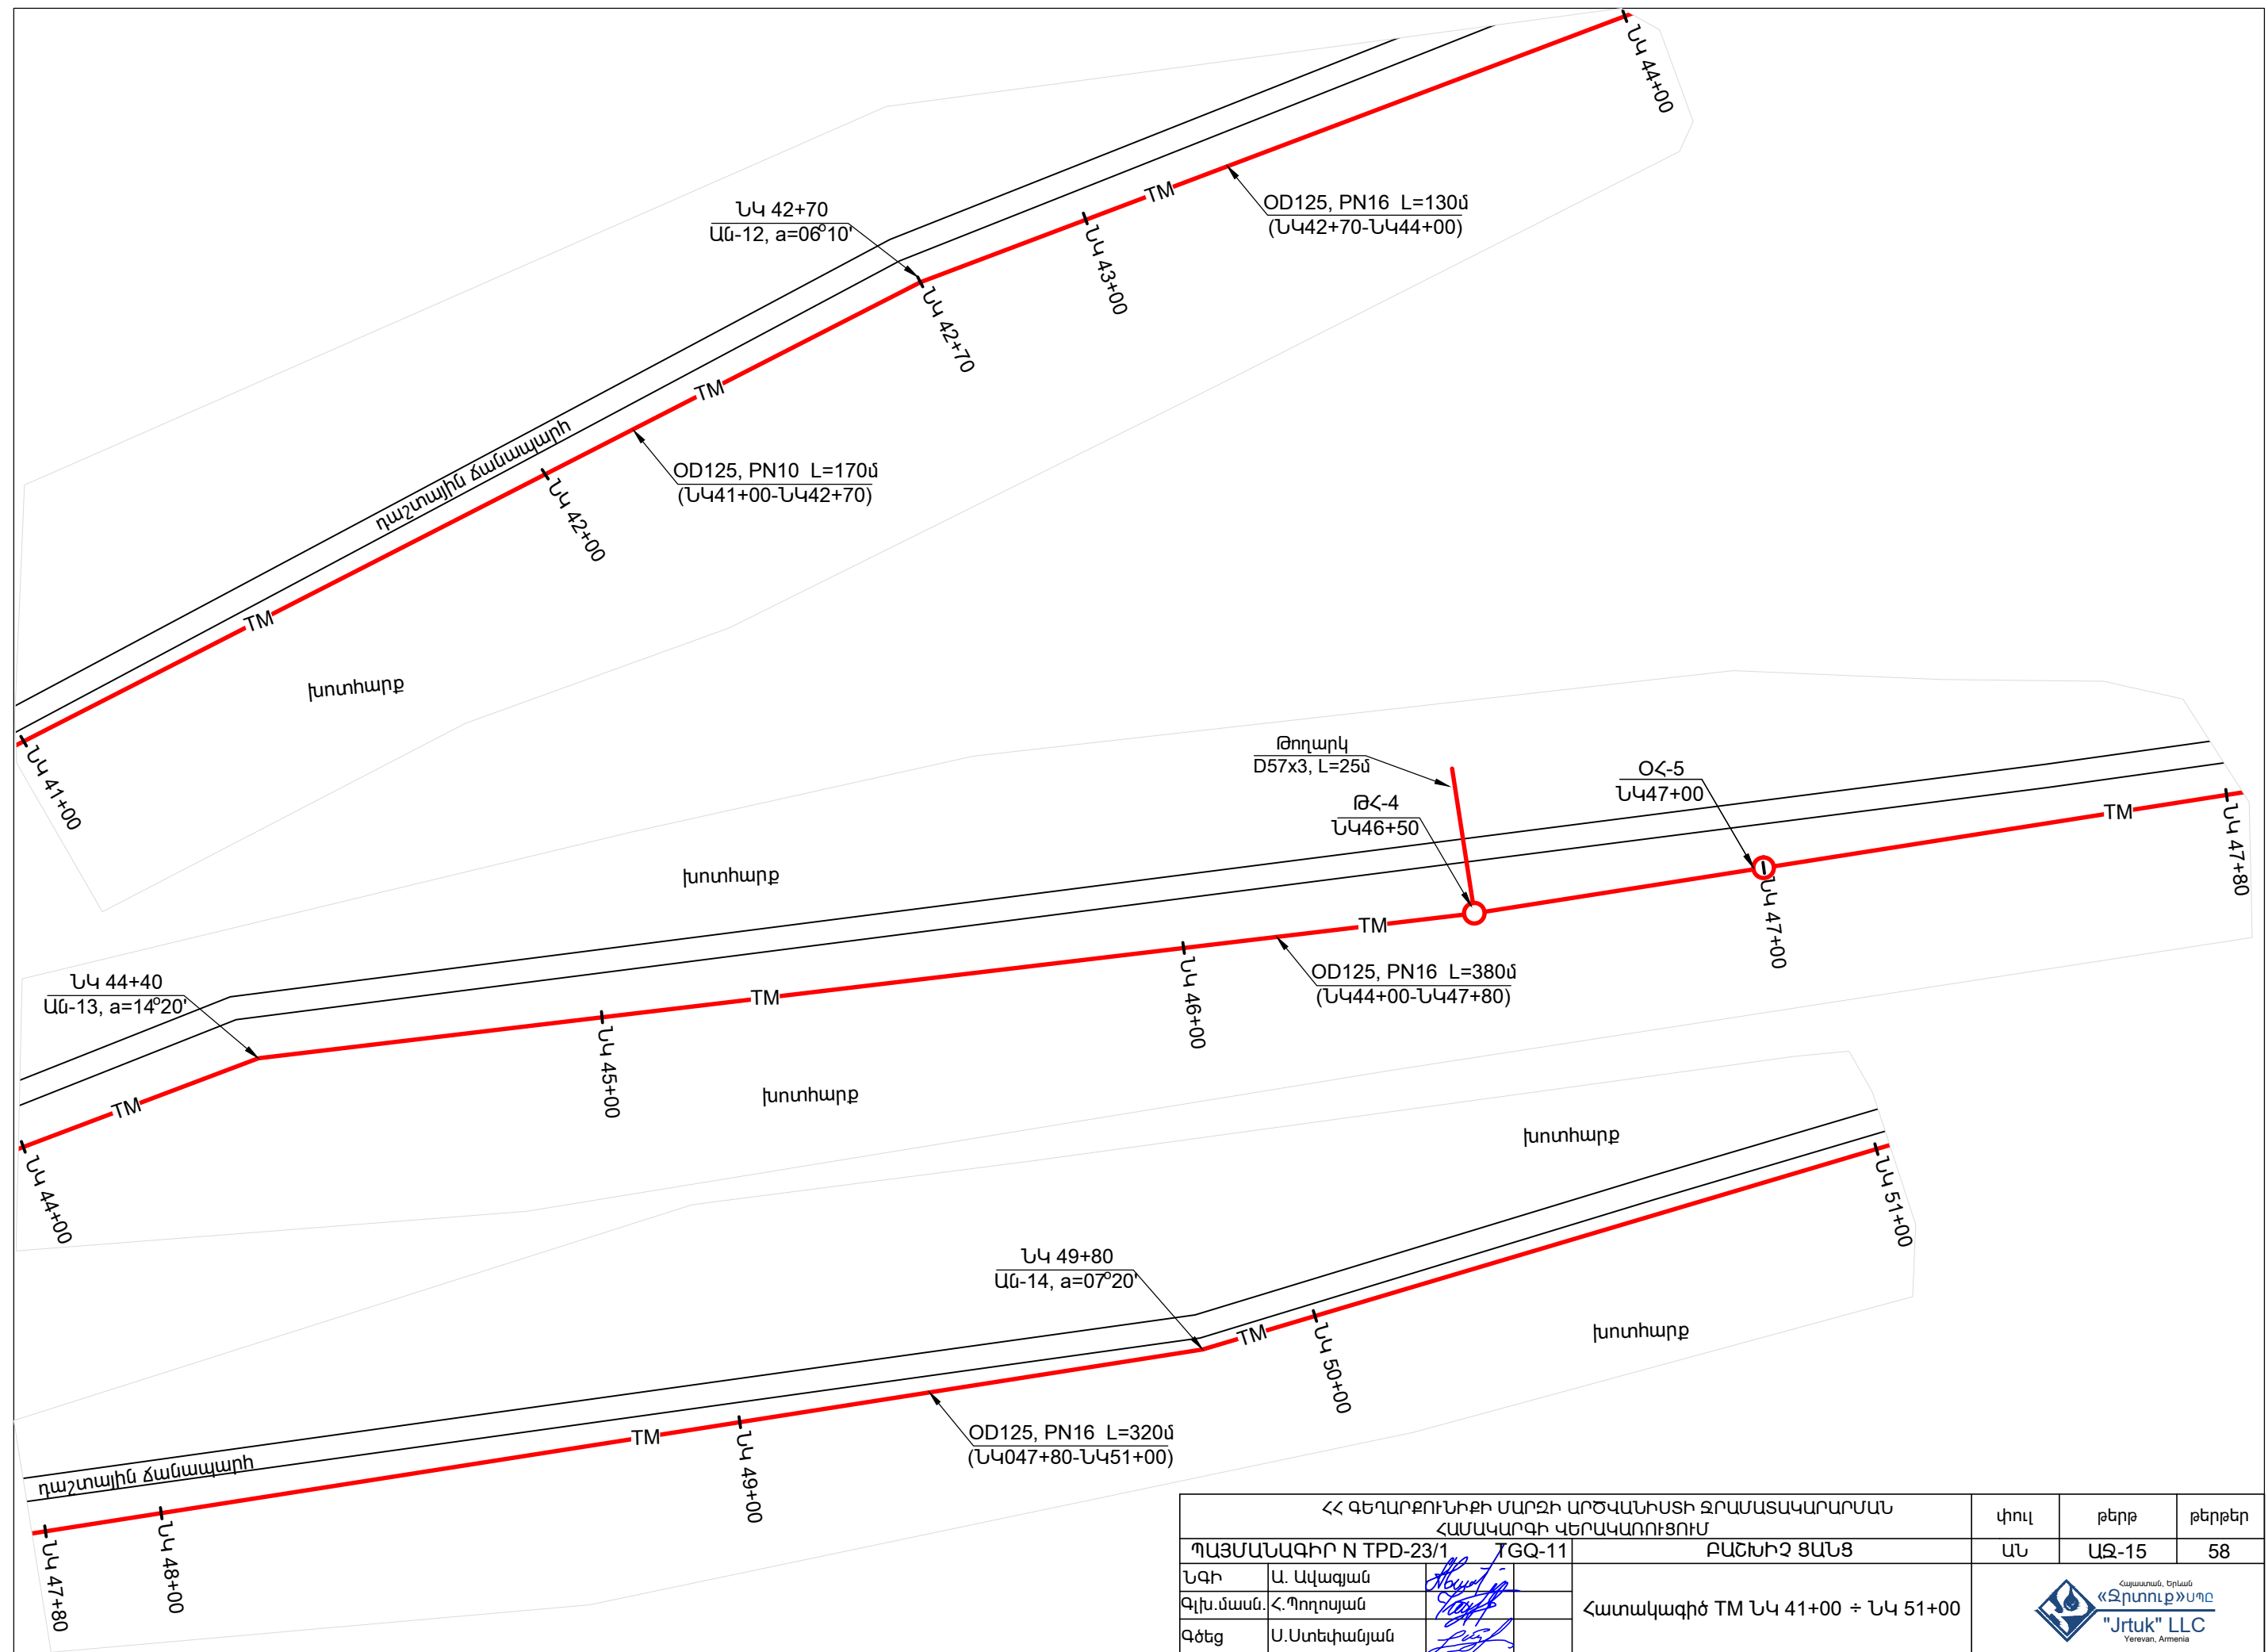 ՆԿ 44+00
ՆԿ 42+70
Ան-12, a=06°10'
TM
OD125, PN16 L=130մ
(ՆԿ42+70-ՆԿ44+00)
ՆԿ 43+00
ՆԿ 42+70
TM
դաշտային ճանապարհ
OD125, PN10 L=170մ
(ՆԿ41+00-ՆԿ42+70)
ՆԿ 42+00
TM
խոտհարք
ՆԿ 41+00
Թողարկ
D57x3, L=25մ
ԹՀ-4
ՆԿ46+50
ՕՀ-5
ՆԿ47+00
TM
ՆԿ 47+80
խոտհարք
TM
ՆԿ 47+00
ՆԿ 44+40
Ան-13, a=14°20'
TM
ՆԿ 46+00
OD125, PN16 L=380մ
(ՆԿ44+00-ՆԿ47+80)
ՆԿ 45+00
TM
խոտհարք
ՆԿ 44+00
խոտհարք
ՆԿ 51+00
ՆԿ 49+80
Ան-14, a=07°20'
TM
ՆԿ 50+00
խոտհարք
OD125, PN16 L=320մ
(ՆԿ047+80-ՆԿ51+00)
TM
ՆԿ 49+00
դաշտային ճանապարհ
ՆԿ 48+00
ՆԿ 47+80
ՀՀ ԳԵՂԱՐՔՈՒՆԻՔԻ ՄԱՐԶԻ ԱՐԾՎԱՆԻՍՏԻ ՋՐԱՄԱՏԱԿԱՐԱՐՄԱՆ
ՀԱՄԱԿԱՐԳԻ ՎԵՐԱԿԱՌՈՒՑՈՒՄ
փուլ
թերթ
թերթեր
ՊԱՅՄԱՆԱԳԻՐ N TPD-23/1 TGQ-11
ԲԱՇԽԻՉ ՑԱՆՑ
ԱՆ
ԱՋ-15
58
ՆԳԻ
Ա. Ավագյան
Գլխ.մասն.
Հ.Պողոսյան
Գծեց
Ս.Ստեփանյան
Հատակագիծ TM ՆԿ 41+00 ÷ ՆԿ 51+00
Հայաստան, Երևան
«Ջրտուք»ՍՊԸ
"Jrtuk" LLC
Yerevan, Armenia